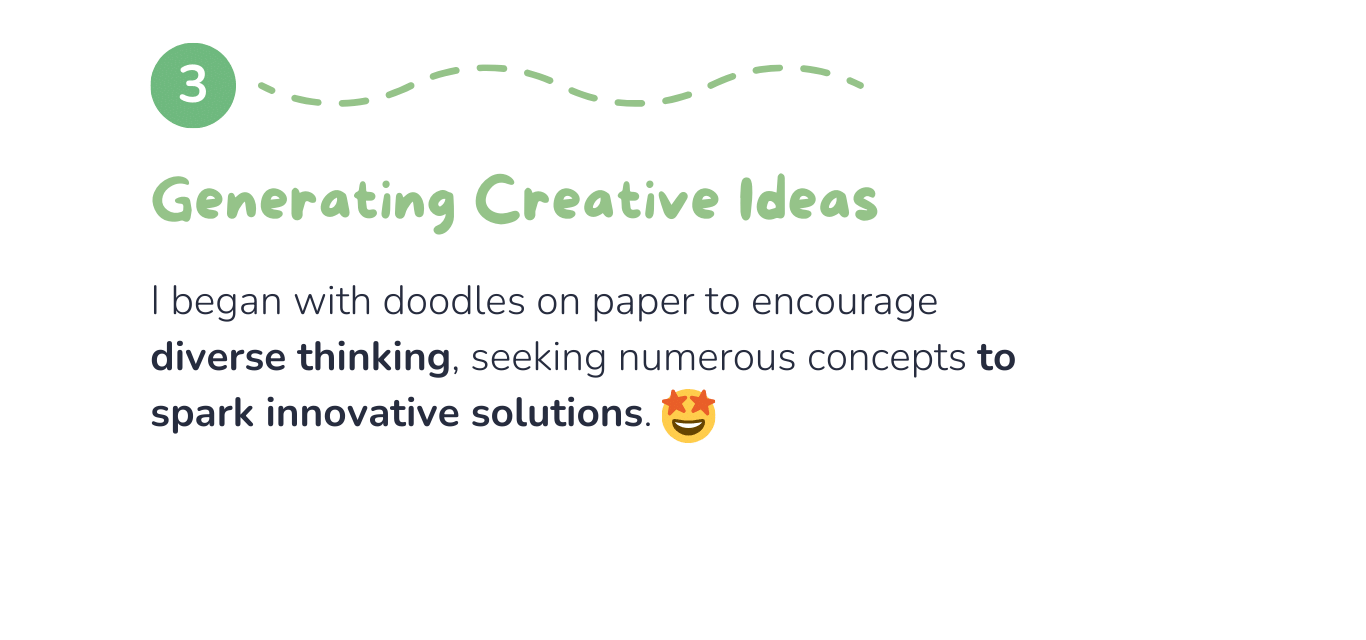 3
Generating Creative Ideas
I began with doodles on paper to encourage
diverse thinking, seeking numerous concepts to
spark innovative solutions. 🤩